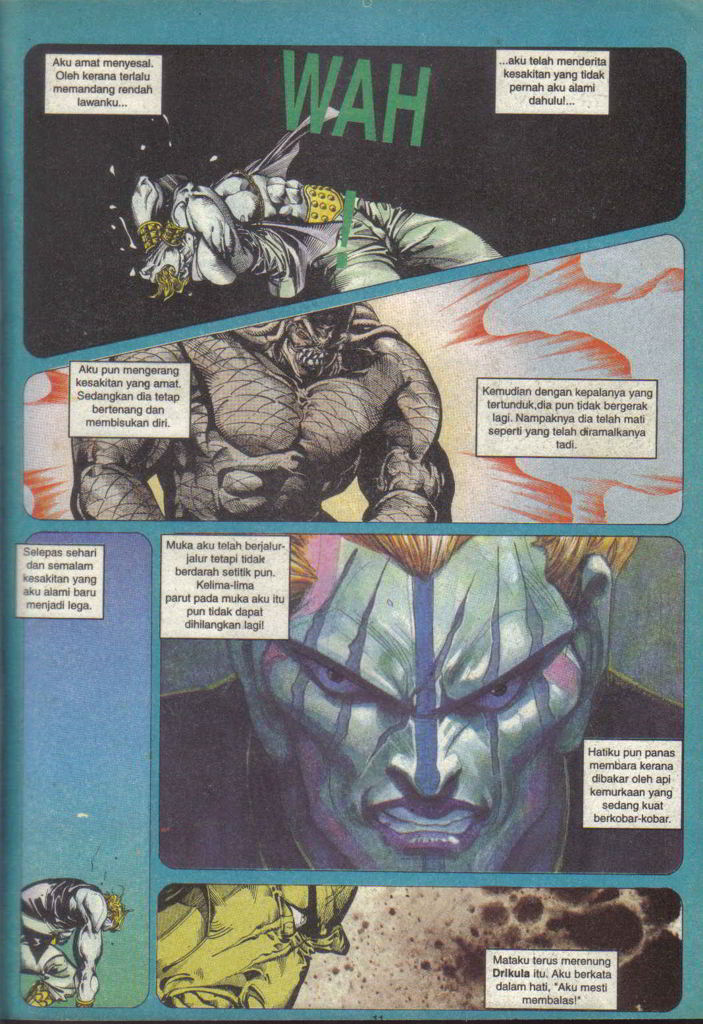 Aku amat menyesal.
Oleh kerana terlalu
memandang rendah
lawanku...
WAH
!
...aku telah menderita
kesakitan yang tidak
pernah aku alami
dahulu!...
Aku pun mengerang
kesakitan yang amat.
Sedangkan dia tetap
bertenang dan
membisukan diri.
Kemudian dengan kepalanya yang
tertunduk,dia pun tidak bergerak
lagi. Nampaknya dia telah mati
seperti yang telah diramalkanya
tadi.
Selepas sehari
dan semalam
kesakitan yang
aku alami baru
menjadi lega.
Muka aku telah berjalur-
jalur tetapi tidak
berdarah setitik pun.
Kelima-lima
parut pada muka aku itu
pun tidak dapat
dihilangkan lagi!
Hatiku pun panas
membara kerana
dibakar oleh api
kemurkaan yang
sedang kuat
berkobar-kobar.
Mataku terus merenung
Drikula itu. Aku berkata
dalam hati, "Aku mesti
membalas!"
11